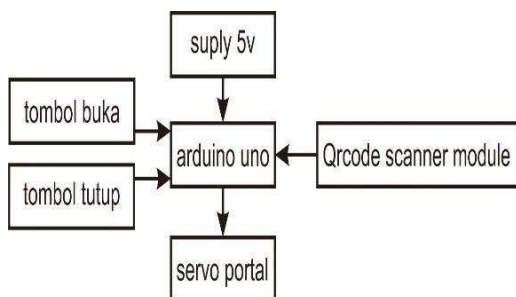 suply 5v
tombol buka
arduino uno
Qrcode scanner module
tombol tutup
servo portal